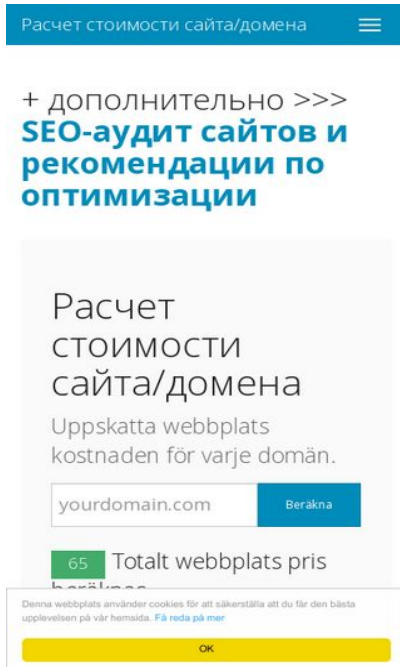 Расчет стоимости сайта/домена
+ дополнительно >>>
SEO-аудит сайтов и
рекомендации по
оптимизации
Расчет
стоимости
сайта/домена
Uppskatta webbplats
kostnaden för varje domän.
yourdomain.com
Beräkna
65 Totalt webbplats pris
Denna webbplats använder cookies för att säkerställa att du får den bästa
upplevelsen på vår hemsida. Få reda på mer
OK